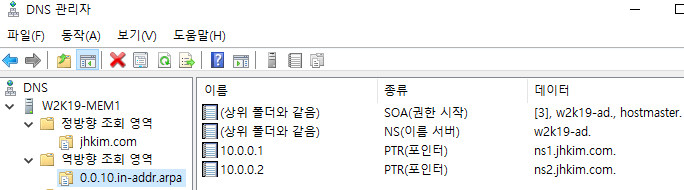 DNS 관리자
파일(F) 동작(A) 보기(V) 도움말(H)
DNS
W2K19-MEM1
정방향 조회 영역
jhkim.com
역방향 조회 영역
0.0.10.in-addr.arpa
이름 종류 데이터
(상위 폴더와 같음) SOA(권한 시작) [3], w2k19-ad., hostmaster.
(상위 폴더와 같음) NS(이름 서버) w2k19-ad.
10.0.0.1 PTR(포인터) ns1.jhkim.com.
10.0.0.2 PTR(포인터) ns2.jhkim.com.